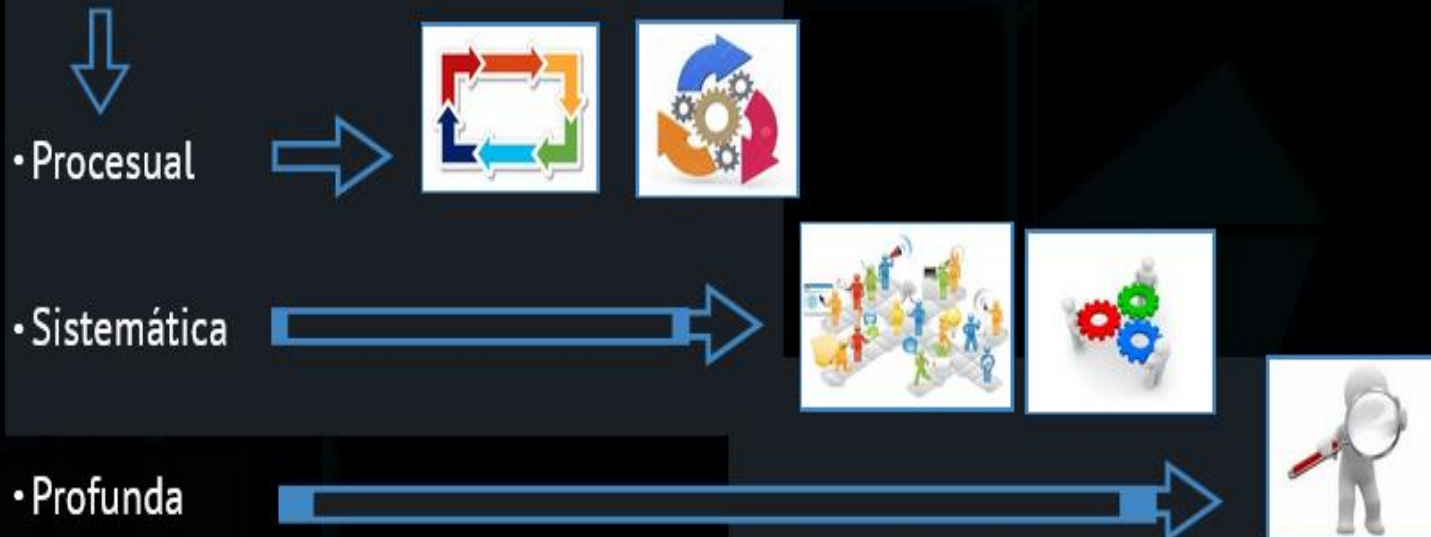 • Procesual
• Sistemática
• Profunda